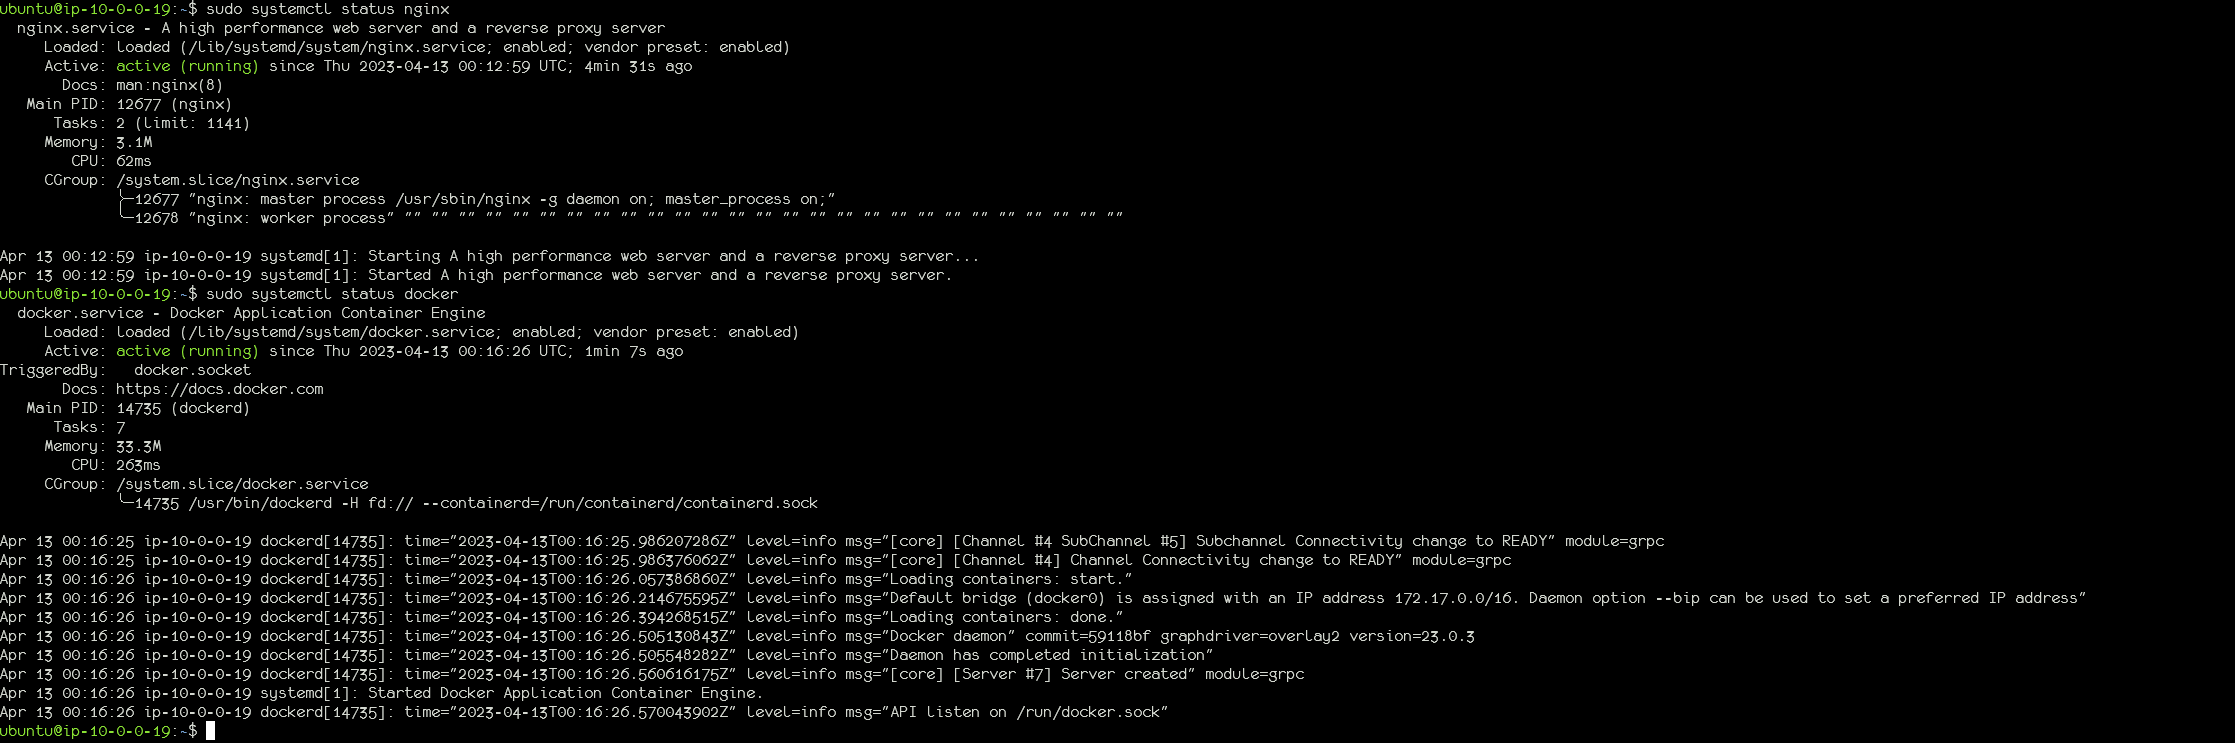 ubuntu@ip-10-0-0-19:~$ sudo systemctl status nginx
nginx.service - A high performance web server and a reverse proxy server
Loaded: loaded (/lib/systemd/system/nginx.service; enabled; vendor preset: enabled)
Active: active (running) since Thu 2023-04-13 00:12:59 UTC; 4min 31s ago
Docs: man:nginx(8)
Main PID: 12677 (nginx)
Tasks: 2 (limit: 1141)
Memory: 3.1M
CPU: 62ms
CGroup: /system.slice/nginx.service
├─12677 "nginx: master process /usr/sbin/nginx -g daemon on; master_process on;"
└─12678 "nginx: worker process" "" "" "" "" "" "" "" "" "" "" "" "" "" "" "" "" "" "" "" "" "" "" "" "" "" "" ""
Apr 13 00:12:59 ip-10-0-0-19 systemd[1]: Starting A high performance web server and a reverse proxy server...
Apr 13 00:12:59 ip-10-0-0-19 systemd[1]: Started A high performance web server and a reverse proxy server.
ubuntu@ip-10-0-0-19:~$ sudo systemctl status docker
docker.service - Docker Application Container Engine
Loaded: loaded (/lib/systemd/system/docker.service; enabled; vendor preset: enabled)
Active: active (running) since Thu 2023-04-13 00:16:26 UTC; 1min 7s ago
TriggeredBy: docker.socket
Docs: https://docs.docker.com
Main PID: 14735 (dockerd)
Tasks: 7
Memory: 33.3M
CPU: 263ms
CGroup: /system.slice/docker.service
└─14735 /usr/bin/dockerd -H fd:// --containerd=/run/containerd/containerd.sock
Apr 13 00:16:25 ip-10-0-0-19 dockerd[14735]: time="2023-04-13T00:16:25.986207286Z" level=info msg="[core] [Channel #4 SubChannel #5] Subchannel Connectivity change to READY" module=grpc
Apr 13 00:16:25 ip-10-0-0-19 dockerd[14735]: time="2023-04-13T00:16:25.986376062Z" level=info msg="[core] [Channel #4] Channel Connectivity change to READY" module=grpc
Apr 13 00:16:26 ip-10-0-0-19 dockerd[14735]: time="2023-04-13T00:16:26.057386860Z" level=info msg="Loading containers: start."
Apr 13 00:16:26 ip-10-0-0-19 dockerd[14735]: time="2023-04-13T00:16:26.214675595Z" level=info msg="Default bridge (docker0) is assigned with an IP address 172.17.0.0/16. Daemon option --bip can be used to set a preferred IP address"
Apr 13 00:16:26 ip-10-0-0-19 dockerd[14735]: time="2023-04-13T00:16:26.394268515Z" level=info msg="Loading containers: done."
Apr 13 00:16:26 ip-10-0-0-19 dockerd[14735]: time="2023-04-13T00:16:26.505130843Z" level=info msg="Docker daemon" commit=59118bf graphdriver=overlay2 version=23.0.3
Apr 13 00:16:26 ip-10-0-0-19 dockerd[14735]: time="2023-04-13T00:16:26.505548282Z" level=info msg="Daemon has completed initialization"
Apr 13 00:16:26 ip-10-0-0-19 dockerd[14735]: time="2023-04-13T00:16:26.560616175Z" level=info msg="[core] [Server #7] Server created" module=grpc
Apr 13 00:16:26 ip-10-0-0-19 systemd[1]: Started Docker Application Container Engine.
Apr 13 00:16:26 ip-10-0-0-19 dockerd[14735]: time="2023-04-13T00:16:26.570043902Z" level=info msg="API listen on /run/docker.sock"
ubuntu@ip-10-0-0-19:~$